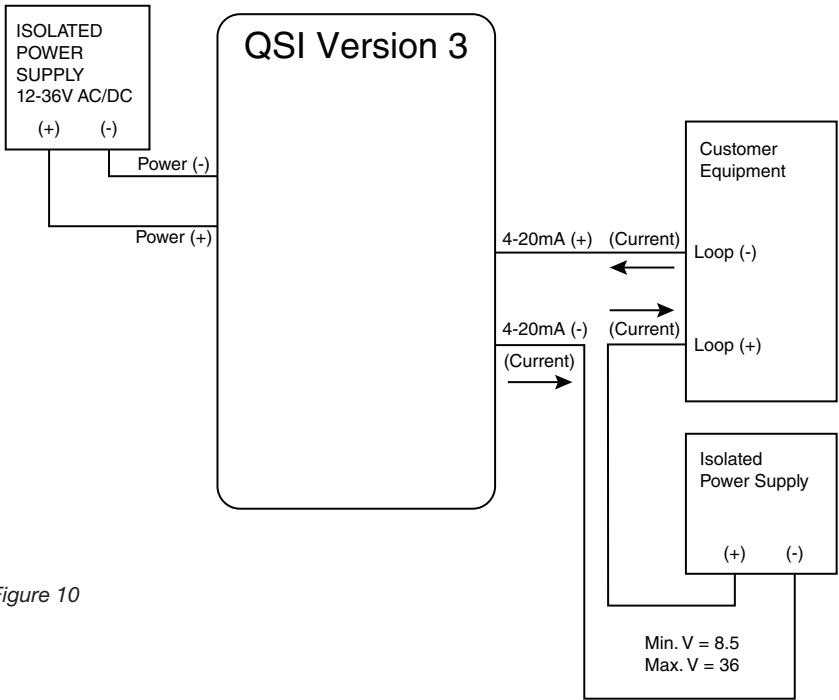 ISOLATED
POWER
SUPPLY
12-36V AC/DC
(+) (-)
QSI Version 3
Power (-)
Power (+)
4-20mA (+) (Current)
4-20mA (-) (Current)
(Current)
Customer
Equipment
Loop (-)
Loop (+)
Isolated
Power Supply
(+) (-)
Min. V = 8.5
Max. V = 36
Figure 10